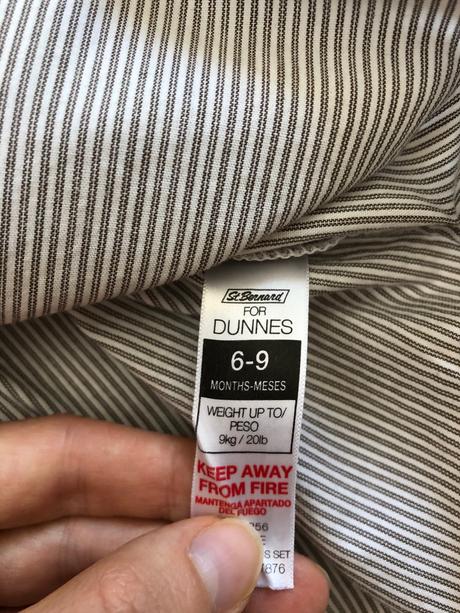 St. Bernard
FOR
DUNNES
6-9
MONTHS-MESES
WEIGHT UP TO/
PESO
9kg / 20lb
KEEP AWAY
FROM FIRE
MANTENGA APARTADO
DEL FUEGO
SET